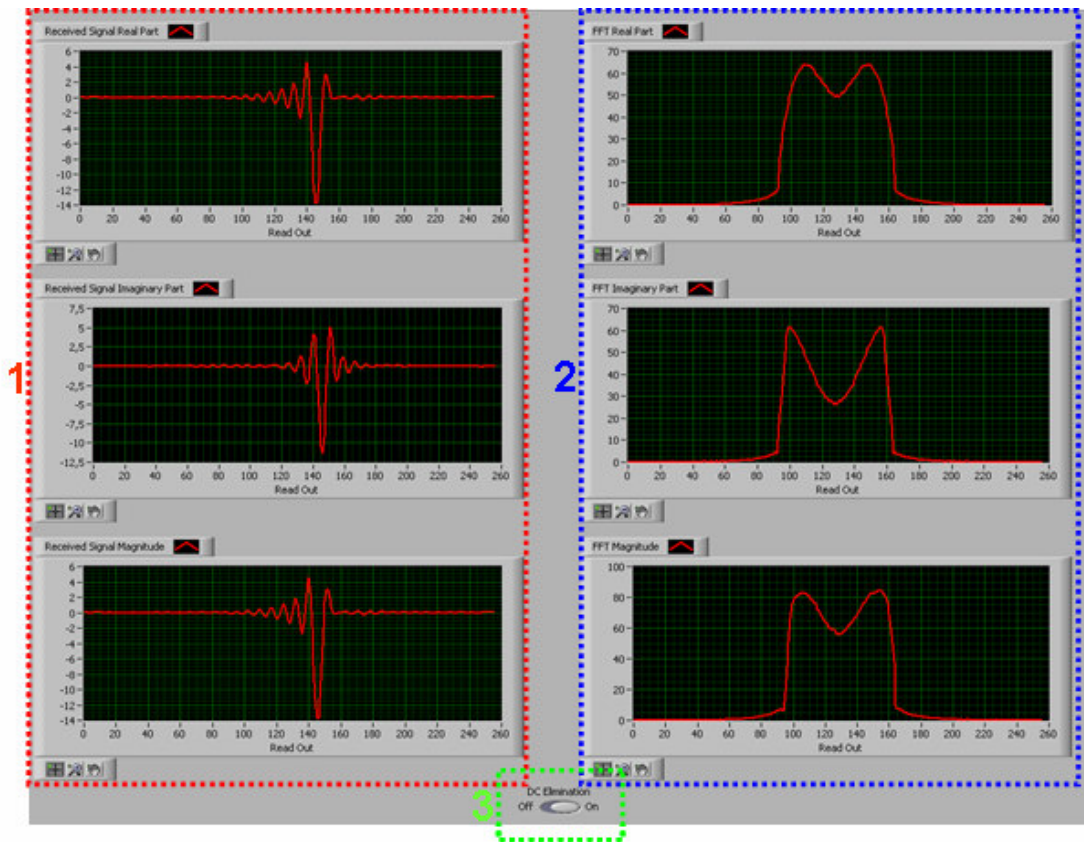 Received Signal Real Part
6
4
2
0
-2
-4
-6
-8
-10
-12
-14
0 20 40 60 80 100 120 140 160 180 200 220 240 260
Read Out
Received Signal Imaginary Part
7,5
5
2,5
0
-2,5
-5
-7,5
-10
-12,5
0 20 40 60 80 100 120 140 160 180 200 220 240 260
Read Out
1
Received Signal Magnitude
6
4
2
0
-2
-4
-6
-8
-10
-12
-14
0 20 40 60 80 100 120 140 160 180 200 220 240 260
Read Out
FFT Real Part
70
60
50
40
30
20
10
0
0 20 40 60 80 100 120 140 160 180 200 220 240 260
Read Out
FFT Imaginary Part
70
60
50
40
30
20
10
0
0 20 40 60 80 100 120 140 160 180 200 220 240 260
Read Out
2
FFT Magnitude
100
80
60
40
20
0
0 20 40 60 80 100 120 140 160 180 200 220 240 260
Read Out
3
DC Elimination
Off On